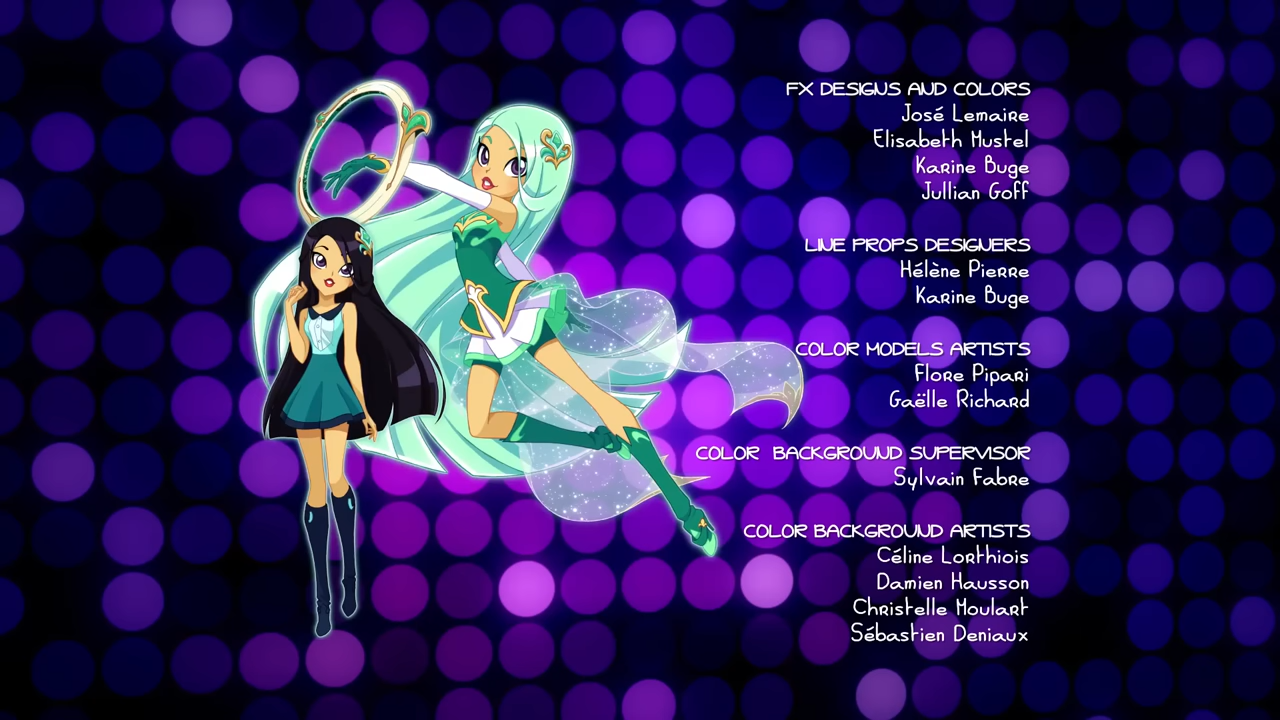 FX DESIGNS AND COLORS
José Lemaire
Elisabeth Mustel
Karine Buge
Jullian Goff
LINE PROPS DESIGNERS
Hélène Pierre
Karine Buge
COLOR MODELS ARTISTS
Flore Pipari
Gaëlle Richard
COLOR BACKGROUND SUPERVISOR
Sylvain Fabre
COLOR BACKGROUND ARTISTS
Céline Lorthiois
Damien Hausson
Christelle Moulart
Sébastien Deniaux